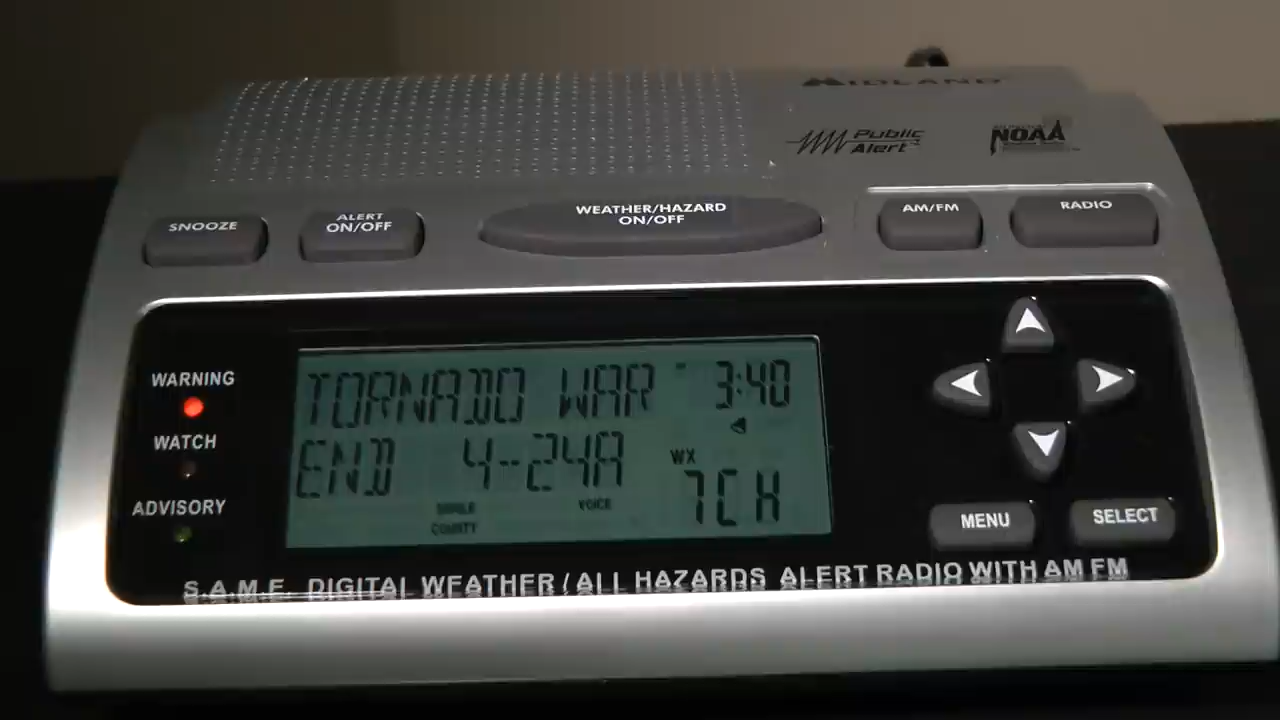 MIDLAND
Public Alert
NOAA
SNOOZE
ALERT ON/OFF
WEATHER/HAZARD ON/OFF
AM/FM
RADIO
WARNING
WATCH
ADVISORY
TORNADO WAR 3:40
END 4-24A
WX
7CH
SINGLE COUNTY
VOICE
MENU
SELECT
S.A.M.E. DIGITAL WEATHER/ALL HAZARDS ALERT RADIO WITH AM FM